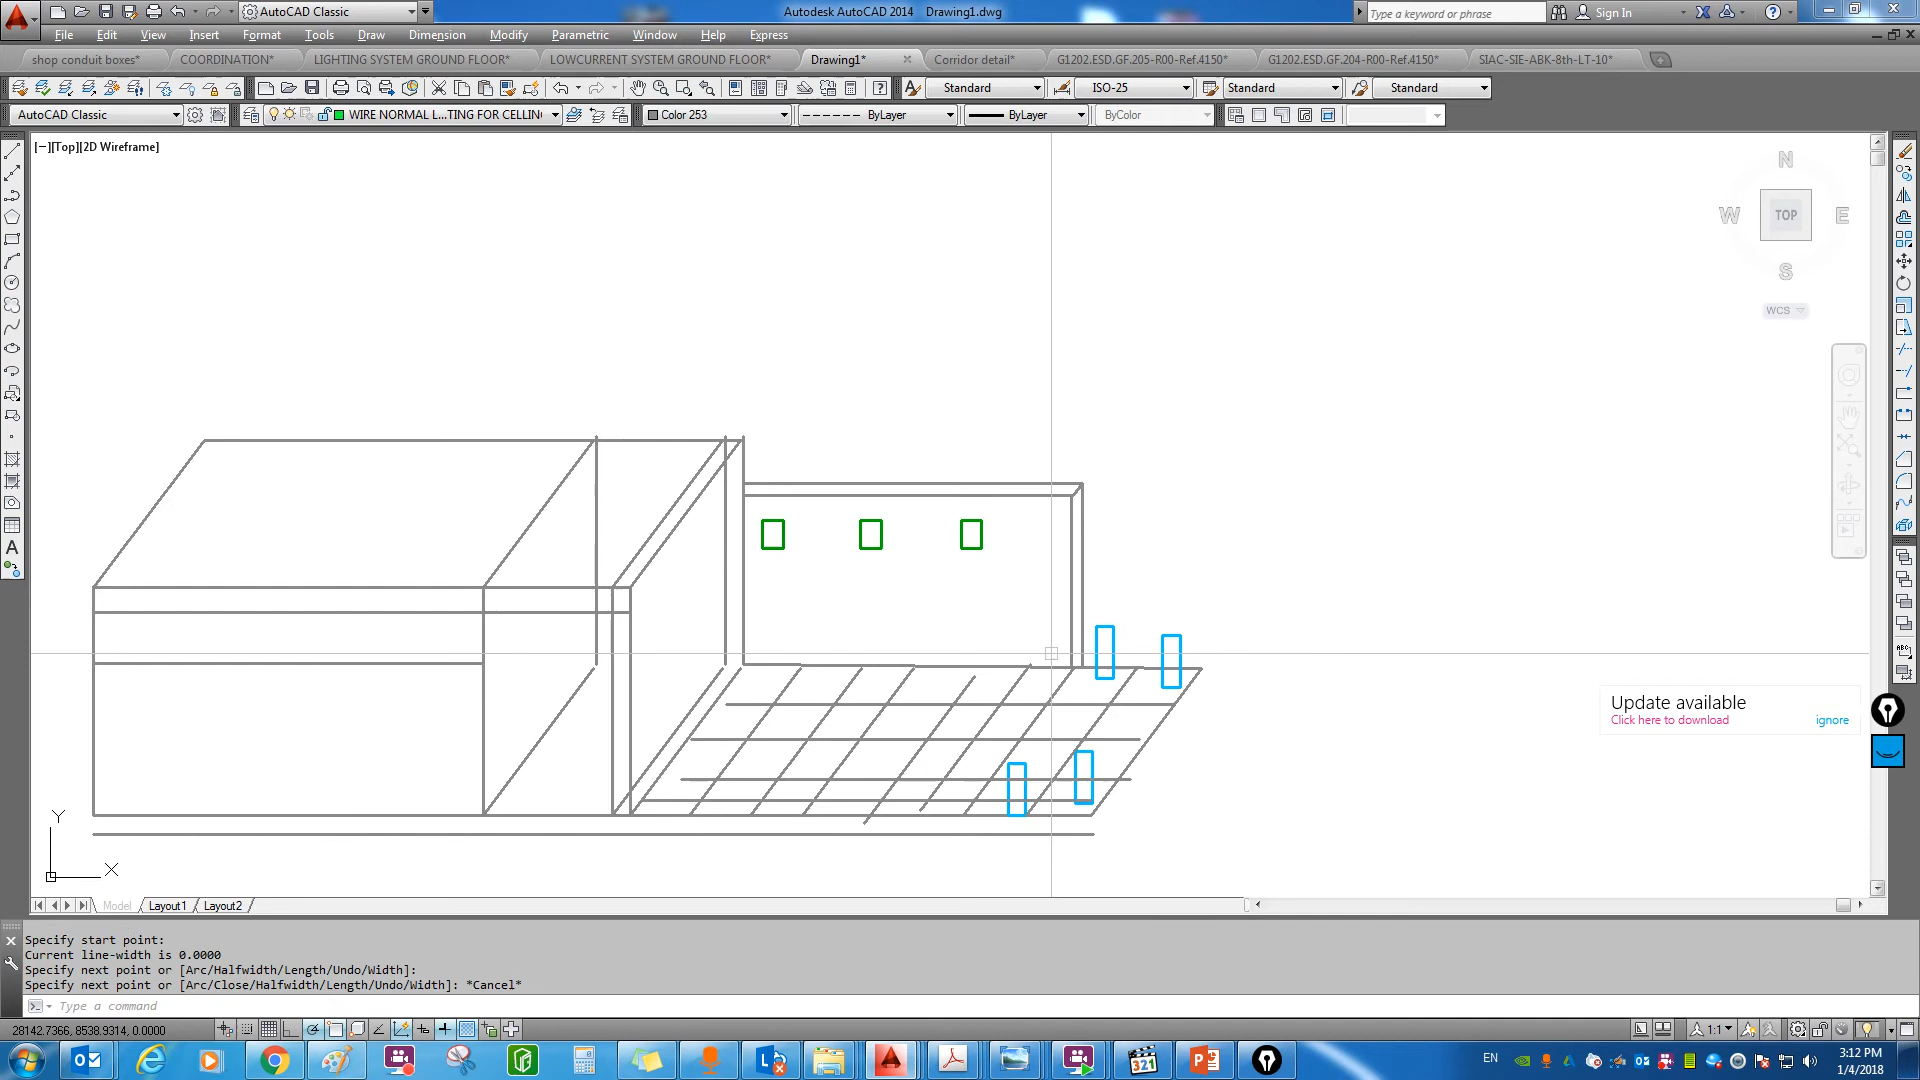 AutoCAD Classic
Autodesk AutoCAD 2014 Drawing1.dwg
Type a keyword or phrase
Sign In
File Edit View Insert Format Tools Draw Dimension Modify Parametric Window Help Express
shop conduit boxes* COORDINATION* LIGHTING SYSTEM GROUND FLOOR* LOWCURRENT SYSTEM GROUND FLOOR* Drawing1* Corridor detail* G1202.ESD.GF.205-R00-Ref.4150* G1202.ESD.GF.204-R00-Ref.4150* SIAC-SIE-ABK-8th-LT-10*
Standard ISO-25 Standard Standard
AutoCAD Classic WIRE NORMAL L...TING FOR CELLING Color 253 ByLayer ByLayer ByColor
[−][Top][2D Wireframe]
N
W TOP E
S
WCS
Update available
Click here to download ignore
Y
X
Model Layout1 Layout2
Specify start point:
Current line-width is 0.0000
Specify next point or [Arc/Halfwidth/Length/Undo/Width]:
Specify next point or [Arc/Close/Halfwidth/Length/Undo/Width]: *Cancel*
Type a command
28142.7366, 8538.9314, 0.0000
1:1
EN
3:12 PM
1/4/2018